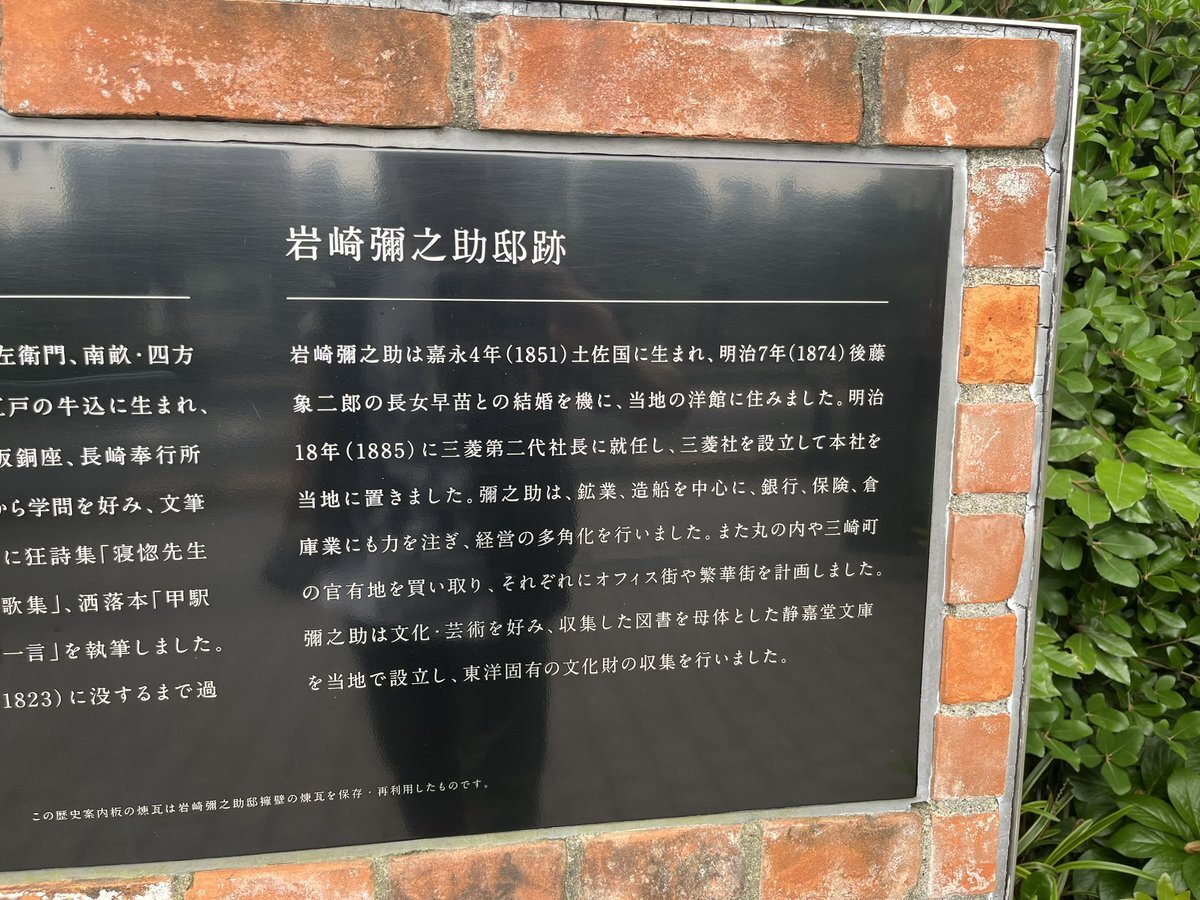 左衛門、南畝・四方
江戸の牛込に生まれ、
阪銅座、長崎奉行所
から学問を好み、文筆
に狂詩集「寝惚先生
歌集」、洒落本「甲駅
一言」を執筆しました。
1823)に没するまで過
岩崎彌之助邸跡
岩崎彌之助は嘉永4年(1851)土佐国に生まれ、明治7年(1874)後藤
象二郎の長女早苗との結婚を機に、当地の洋館に住みました。明治
18年(1885)に三菱第二代社長に就任し、三菱社を設立して本社を
当地に置きました。彌之助は、鉱業、造船を中心に、銀行、保険、倉
庫業にも力を注ぎ、経営の多角化を行いました。また丸の内や三崎町
の官有地を買い取り、それぞれにオフィス街や繁華街を計画しました。
彌之助は文化・芸術を好み、収集した図書を母体とした静嘉堂文庫
を当地で設立し、東洋固有の文化財の収集を行いました。
この歴史案内板の煉瓦は岩崎彌之助邸擁壁の煉瓦を保存・再利用したものです。